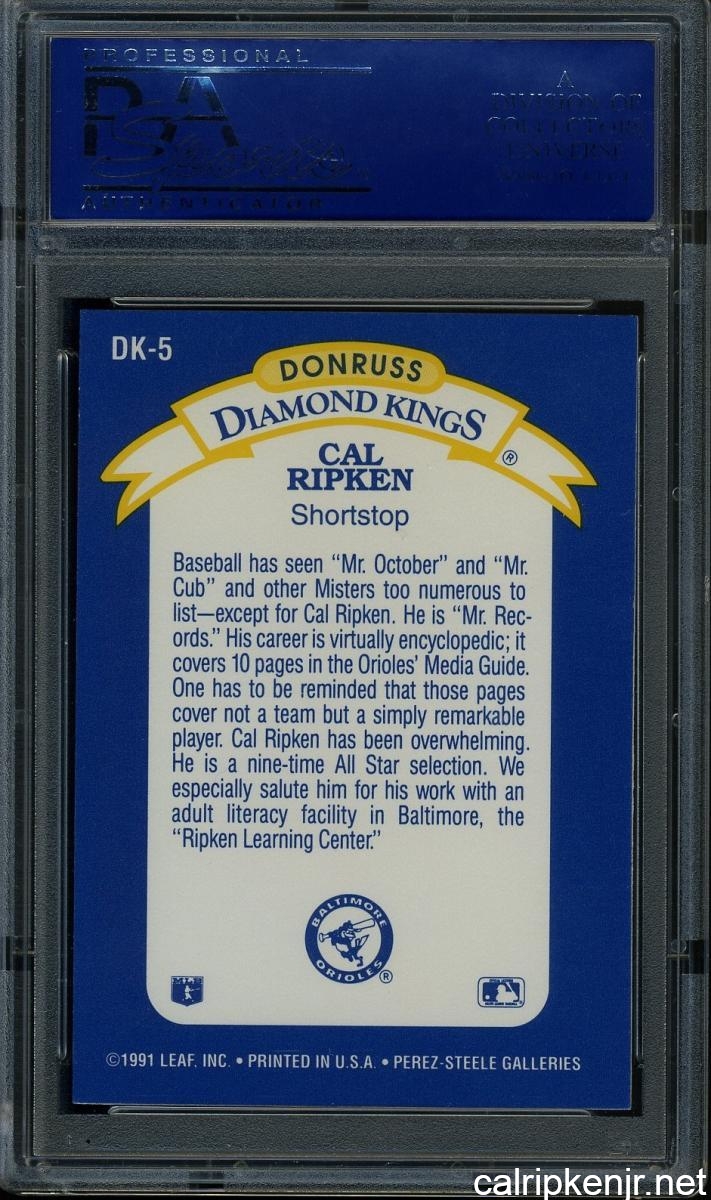 PROFESSIONAL
PSA
Sports
AUTHENTICATOR
A
DIVISION OF
COLLECTORS
UNIVERSE
DK-5
DONRUSS
DIAMOND KINGS
®
CAL
RIPKEN
Shortstop
Baseball has seen “Mr. October” and “Mr.
Cub” and other Misters too numerous to
list—except for Cal Ripken. He is “Mr. Rec-
ords.” His career is virtually encyclopedic; it
covers 10 pages in the Orioles’ Media Guide.
One has to be reminded that those pages
cover not a team but a simply remarkable
player. Cal Ripken has been overwhelming.
He is a nine-time All Star selection. We
especially salute him for his work with an
adult literacy facility in Baltimore, the
“Ripken Learning Center.”
BALTIMORE
ORIOLES
®
©1991 LEAF, INC. • PRINTED IN U.S.A. • PEREZ-STEELE GALLERIES
calripkenjr.net